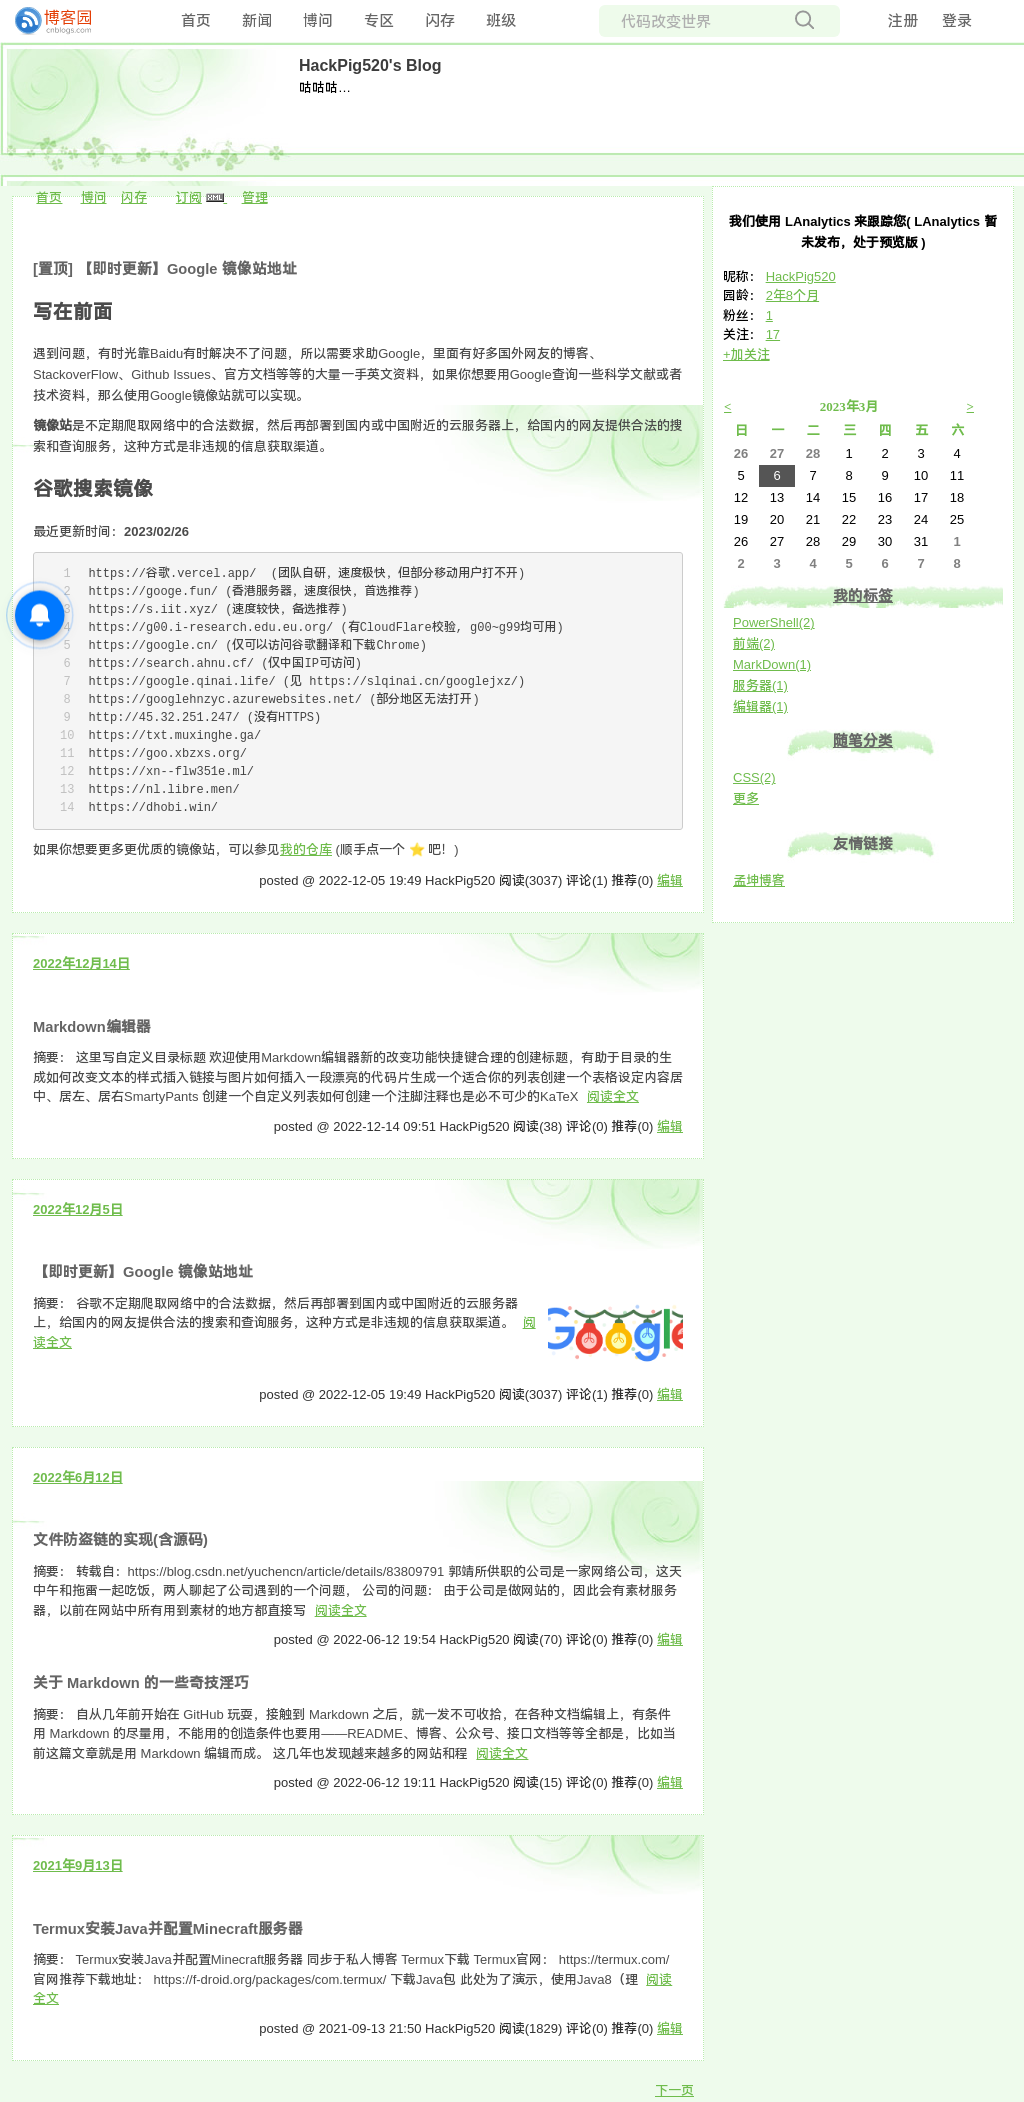 博客园
cnblogs.com
首页 新闻 博问 专区 闪存 班级
代码改变世界
注册 登录
HackPig520's Blog
咕咕咕...
首页 博问 闪存 订阅 XML 管理
[置顶] 【即时更新】Google 镜像站地址
写在前面
遇到问题，有时光靠Baidu有时解决不了问题，所以需要求助Google，里面有好多国外网友的博客、
StackoverFlow、Github Issues、官方文档等等的大量一手英文资料，如果你想要用Google查询一些科学文献或者
技术资料，那么使用Google镜像站就可以实现。
镜像站是不定期爬取网络中的合法数据，然后再部署到国内或中国附近的云服务器上，给国内的网友提供合法的搜
索和查询服务，这种方式是非违规的信息获取渠道。
谷歌搜索镜像
最近更新时间：2023/02/26
1 https://谷歌.vercel.app/  (团队自研，速度极快，但部分移动用户打不开)
2 https://googe.fun/ (香港服务器，速度很快，首选推荐)
3 https://s.iit.xyz/ (速度较快，备选推荐)
4 https://g00.i-research.edu.eu.org/ (有CloudFlare校验, g00~g99均可用)
5 https://google.cn/ (仅可以访问谷歌翻译和下载Chrome)
6 https://search.ahnu.cf/ (仅中国IP可访问)
7 https://google.qinai.life/ (见 https://slqinai.cn/googlejxz/)
8 https://googlehnzyc.azurewebsites.net/ (部分地区无法打开)
9 http://45.32.251.247/ (没有HTTPS)
10 https://txt.muxinghe.ga/
11 https://goo.xbzxs.org/
12 https://xn--flw351e.ml/
13 https://nl.libre.men/
14 https://dhobi.win/
如果你想要更多更优质的镜像站，可以参见我的仓库 (顺手点一个 ⭐ 吧！)
posted @ 2022-12-05 19:49 HackPig520 阅读(3037) 评论(1) 推荐(0) 编辑
2022年12月14日
Markdown编辑器
摘要： 这里写自定义目录标题 欢迎使用Markdown编辑器新的改变功能快捷键合理的创建标题，有助于目录的生
成如何改变文本的样式插入链接与图片如何插入一段漂亮的代码片生成一个适合你的列表创建一个表格设定内容居
中、居左、居右SmartyPants 创建一个自定义列表如何创建一个注脚注释也是必不可少的KaTeX 阅读全文
posted @ 2022-12-14 09:51 HackPig520 阅读(38) 评论(0) 推荐(0) 编辑
2022年12月5日
【即时更新】Google 镜像站地址
摘要： 谷歌不定期爬取网络中的合法数据，然后再部署到国内或中国附近的云服务器
上，给国内的网友提供合法的搜索和查询服务，这种方式是非违规的信息获取渠道。 阅
读全文
Google
posted @ 2022-12-05 19:49 HackPig520 阅读(3037) 评论(1) 推荐(0) 编辑
2022年6月12日
文件防盗链的实现(含源码)
摘要： 转载自：https://blog.csdn.net/yuchencn/article/details/83809791 郭靖所供职的公司是一家网络公司，这天
中午和拖雷一起吃饭，两人聊起了公司遇到的一个问题， 公司的问题： 由于公司是做网站的，因此会有素材服务
器，以前在网站中所有用到素材的地方都直接写 阅读全文
posted @ 2022-06-12 19:54 HackPig520 阅读(70) 评论(0) 推荐(0) 编辑
关于 Markdown 的一些奇技淫巧
摘要： 自从几年前开始在 GitHub 玩耍，接触到 Markdown 之后，就一发不可收拾，在各种文档编辑上，有条件
用 Markdown 的尽量用，不能用的创造条件也要用——README、博客、公众号、接口文档等等全都是，比如当
前这篇文章就是用 Markdown 编辑而成。 这几年也发现越来越多的网站和程 阅读全文
posted @ 2022-06-12 19:11 HackPig520 阅读(15) 评论(0) 推荐(0) 编辑
2021年9月13日
Termux安装Java并配置Minecraft服务器
摘要： Termux安装Java并配置Minecraft服务器 同步于私人博客 Termux下载 Termux官网： https://termux.com/
官网推荐下载地址： https://f-droid.org/packages/com.termux/ 下载Java包 此处为了演示，使用Java8（理 阅读
全文
posted @ 2021-09-13 21:50 HackPig520 阅读(1829) 评论(0) 推荐(0) 编辑
下一页
我们使用 LAnalytics 来跟踪您( LAnalytics 暂
未发布，处于预览版 )
昵称： HackPig520
园龄： 2年8个月
粉丝： 1
关注： 17
+加关注
< 2023年3月 >
日 一 二 三 四 五 六
26 27 28 1 2 3 4
5 6 7 8 9 10 11
12 13 14 15 16 17 18
19 20 21 22 23 24 25
26 27 28 29 30 31 1
2 3 4 5 6 7 8
我的标签
PowerShell(2)
前端(2)
MarkDown(1)
服务器(1)
编辑器(1)
随笔分类
CSS(2)
更多
友情链接
孟坤博客